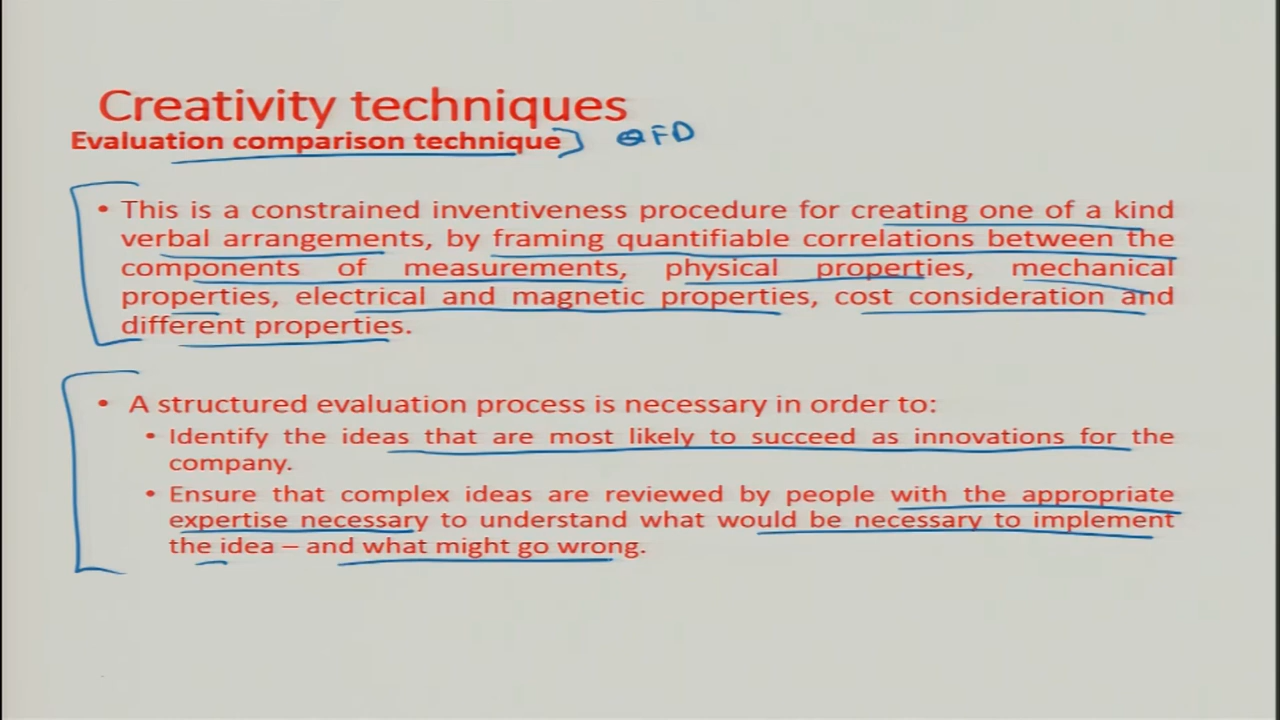 Creativity techniques
Evaluation comparison technique } QFD
• This is a constrained inventiveness procedure for creating one of a kind
verbal arrangements, by framing quantifiable correlations between the
components of measurements, physical properties, mechanical
properties, electrical and magnetic properties, cost consideration and
different properties.
• A structured evaluation process is necessary in order to:
• Identify the ideas that are most likely to succeed as innovations for the
company.
• Ensure that complex ideas are reviewed by people with the appropriate
expertise necessary to understand what would be necessary to implement
the idea – and what might go wrong.